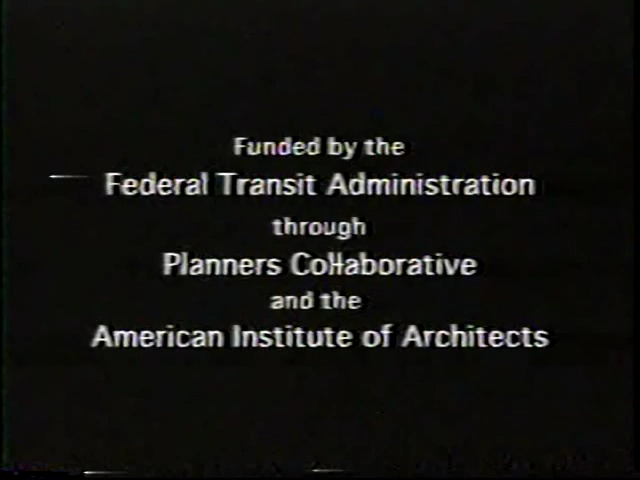 Funded by the
Federal Transit Administration
through
Planners Collaborative
and the
American Institute of Architects